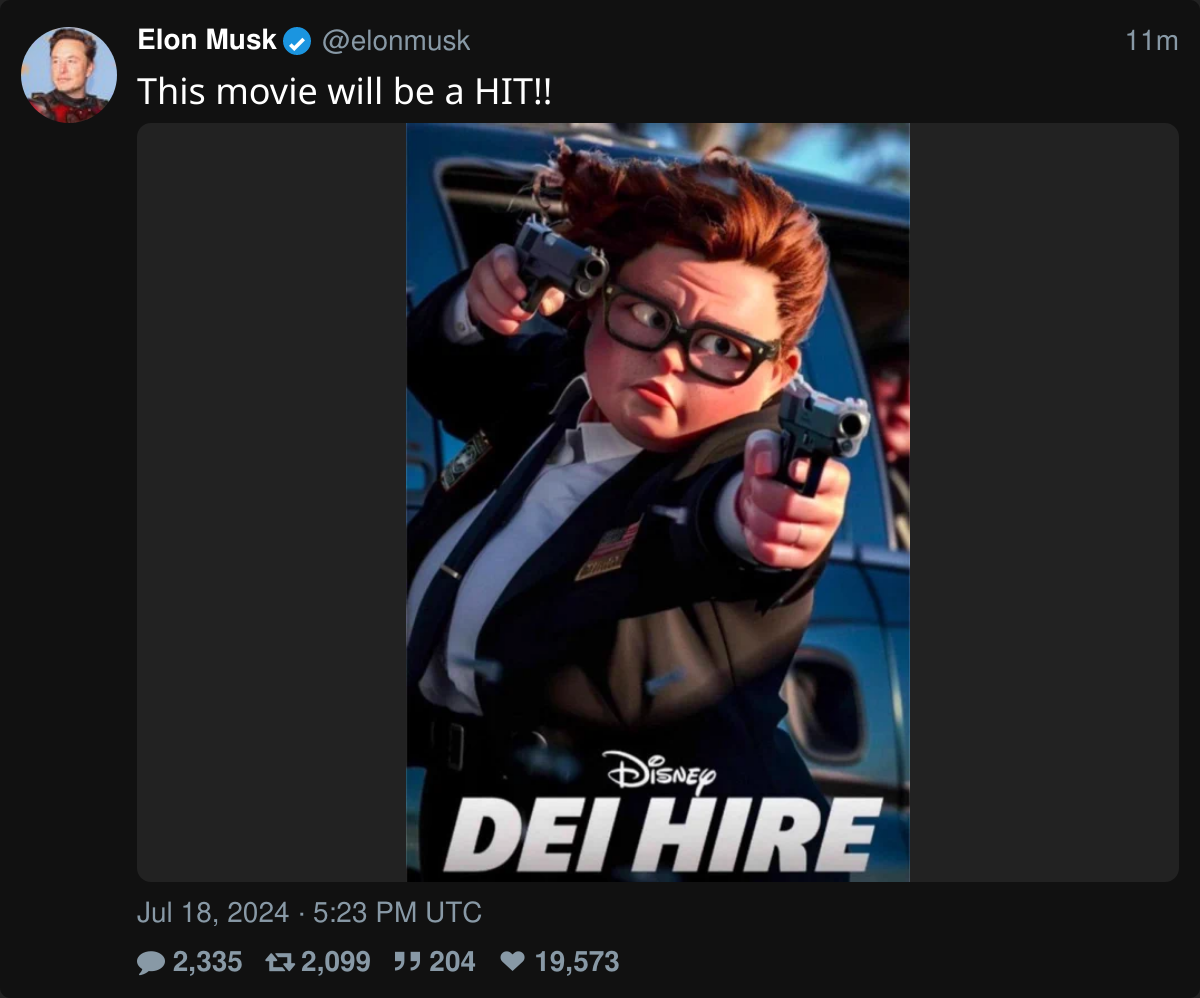 Elon Musk @elonmusk 11m
This movie will be a HIT!!
DISNEY
DEI HIRE
Jul 18, 2024 · 5:23 PM UTC
2,335 2,099 204 19,573